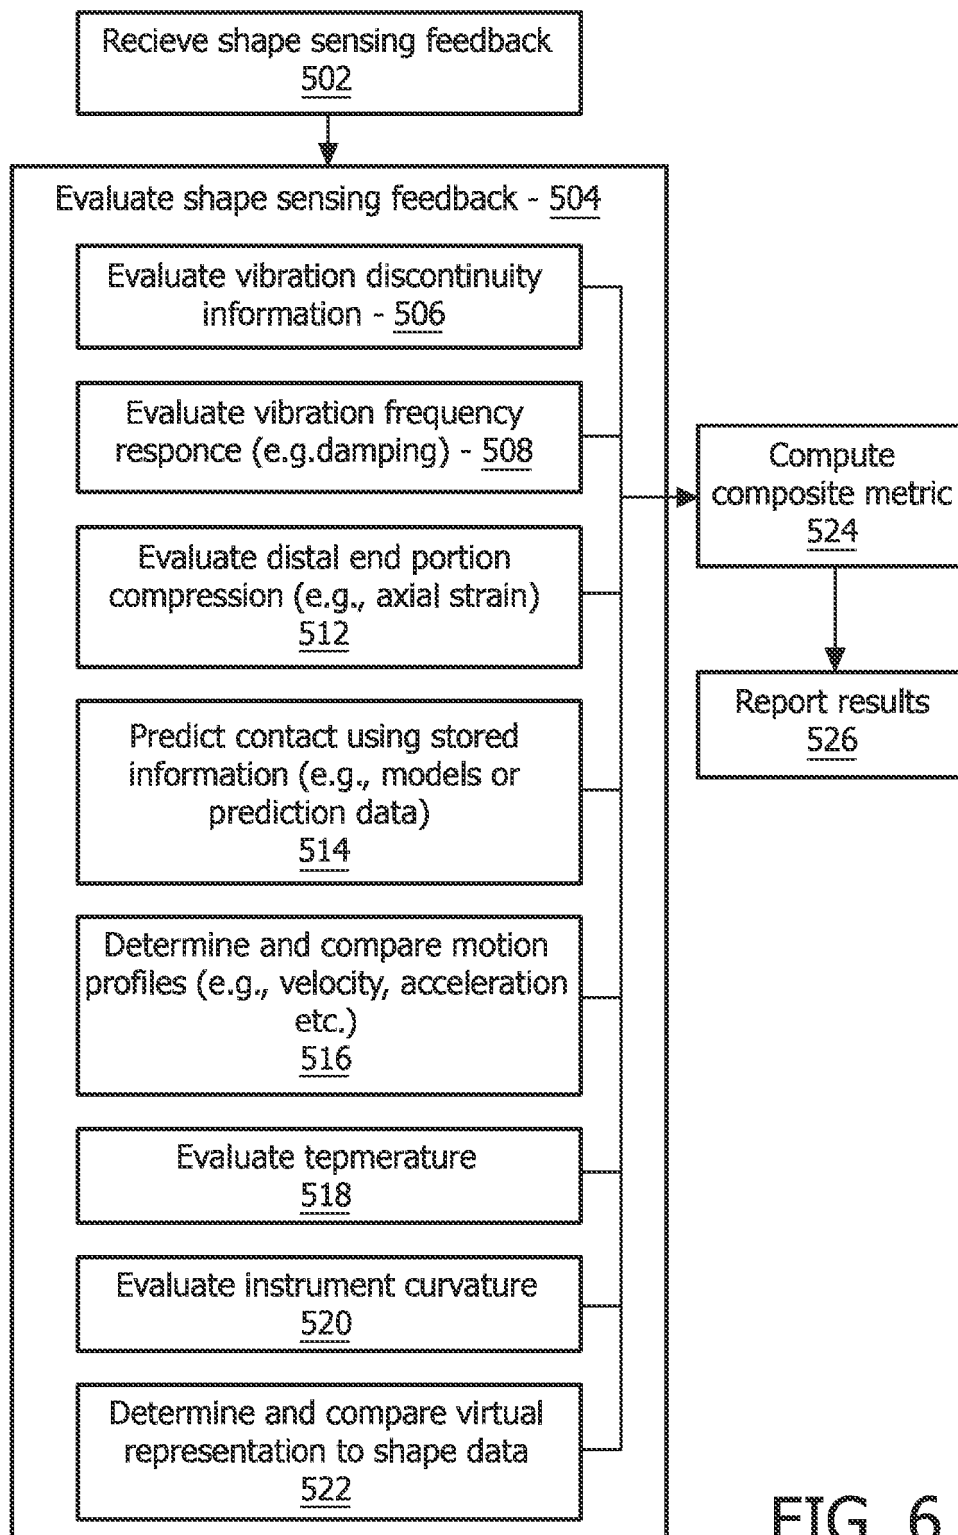 Recieve shape sensing feedback
502
Evaluate shape sensing feedback - 504
Evaluate vibration discontinuity
information - 506
Evaluate vibration frequency
responce (e.g.damping) - 508
Evaluate distal end portion
compression (e.g., axial strain)
512
Predict contact using stored
information (e.g., models or
prediction data)
514
Determine and compare motion
profiles (e.g., velocity, acceleration
etc.)
516
Evaluate tepmerature
518
Evaluate instrument curvature
520
Determine and compare virtual
representation to shape data
522
Compute
composite metric
524
Report results
526
FIG. 6